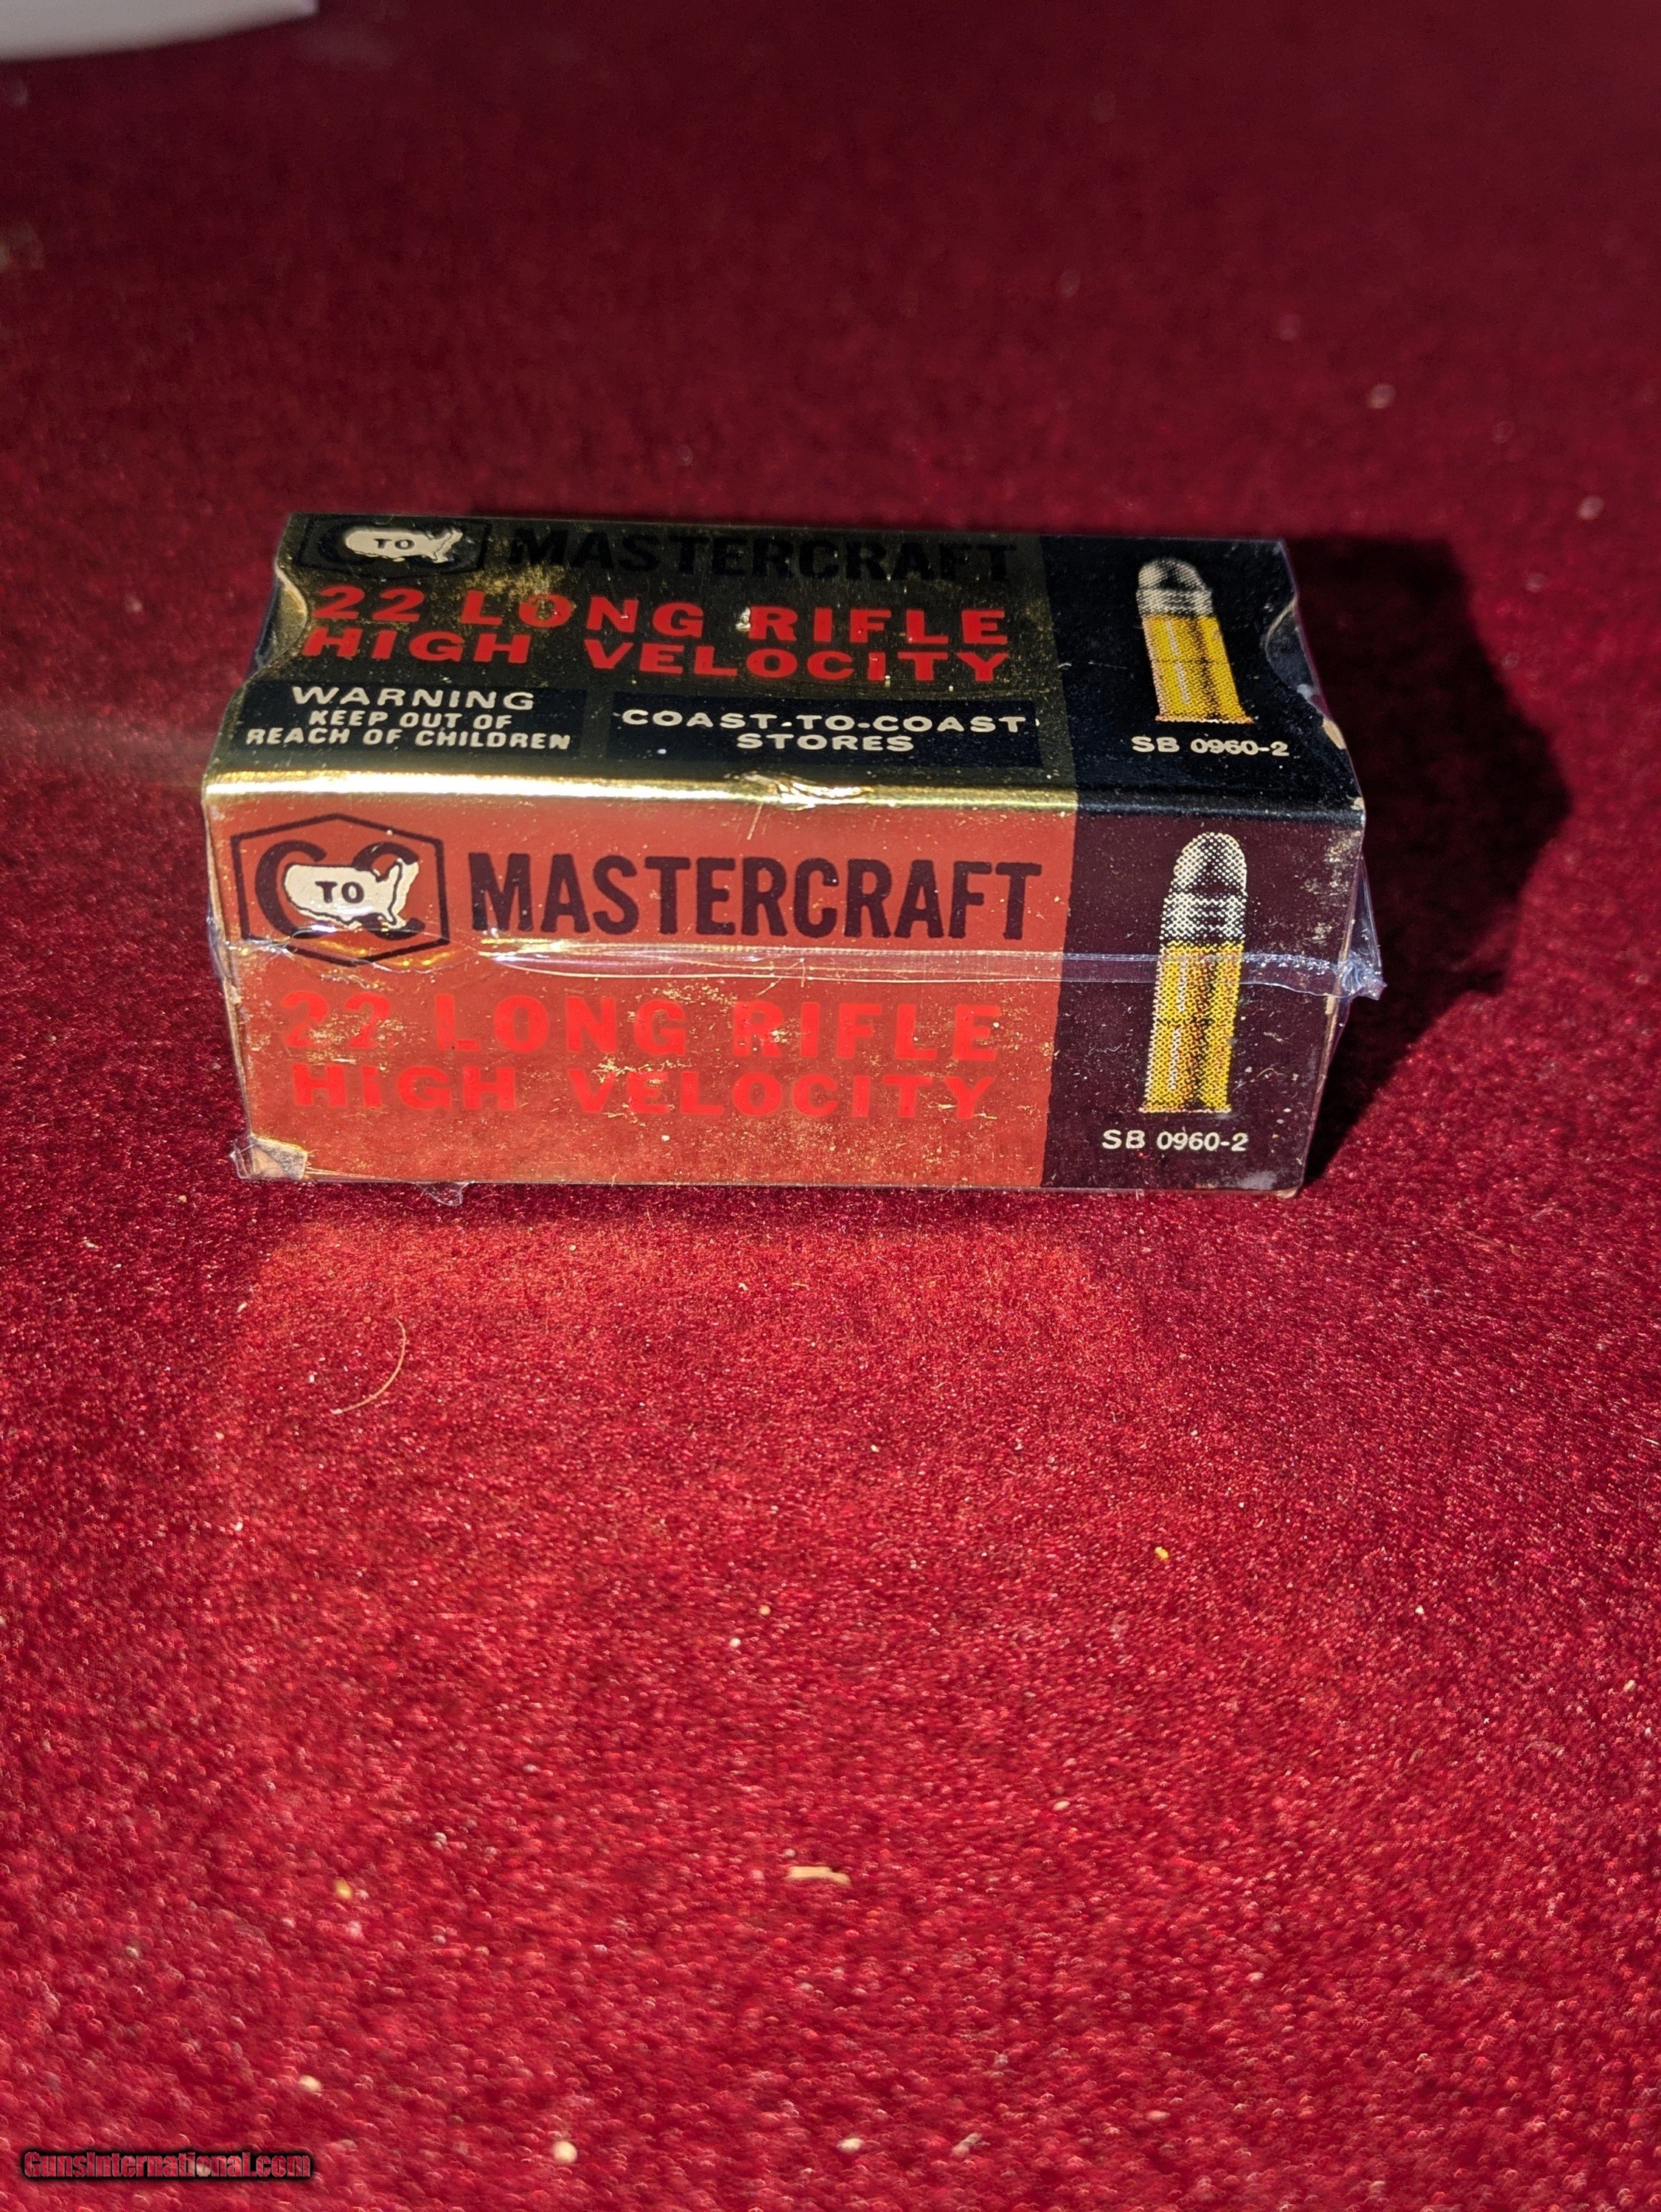 C TO C MASTERCRAFT
22 LONG RIFLE
HIGH VELOCITY
WARNING
KEEP OUT OF
REACH OF CHILDREN
COAST-TO-COAST
STORES
SB 0960-2
C TO C MASTERCRAFT
22 LONG RIFLE
HIGH VELOCITY
SB 0960-2
GunsInternational.com